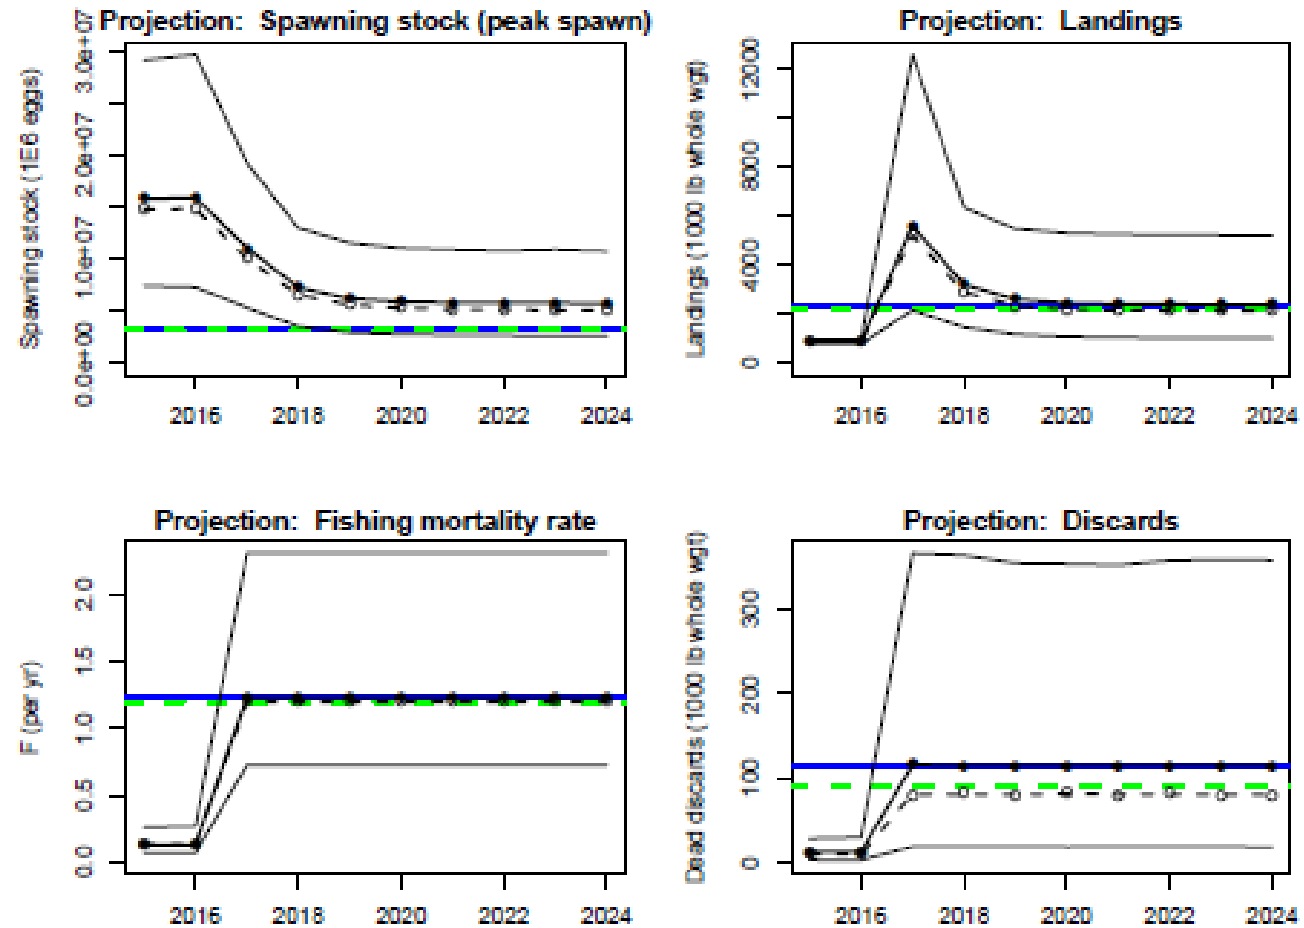 Projection: Spawning stock (peak spawn)
Spawning stock (1E6 eggs)
3.0e+07
2.0e+07
1.0e+07
0.0e+00
2016 2018 2020 2022 2024
Projection: Landings
Landings (1000 lb whole wgt)
12000
8000
4000
0
2016 2018 2020 2022 2024
Projection: Fishing mortality rate
F (per yr)
2.0
1.5
1.0
0.5
0.0
2016 2018 2020 2022 2024
Projection: Discards
Dead discards (1000 lb whole wgt)
300
200
100
0
2016 2018 2020 2022 2024